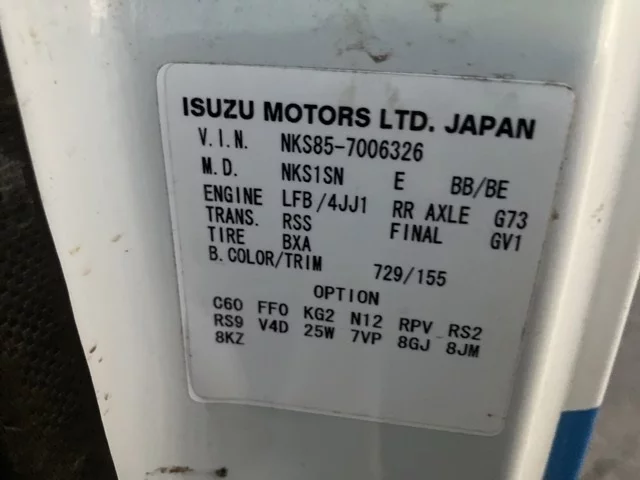 ISUZU MOTORS LTD. JAPAN
V.I.N. NKS85-7006326
M.D. NKS1SN E BB/BE
ENGINE LFB/4JJ1 RR AXLE G73
TRANS. RSS FINAL GV1
TIRE BXA
B.COLOR/TRIM 729/155
OPTION
C60 FF0 KG2 N12 RPV RS2
RS9 V4D 25W 7VP 8GJ 8JM
8KZ